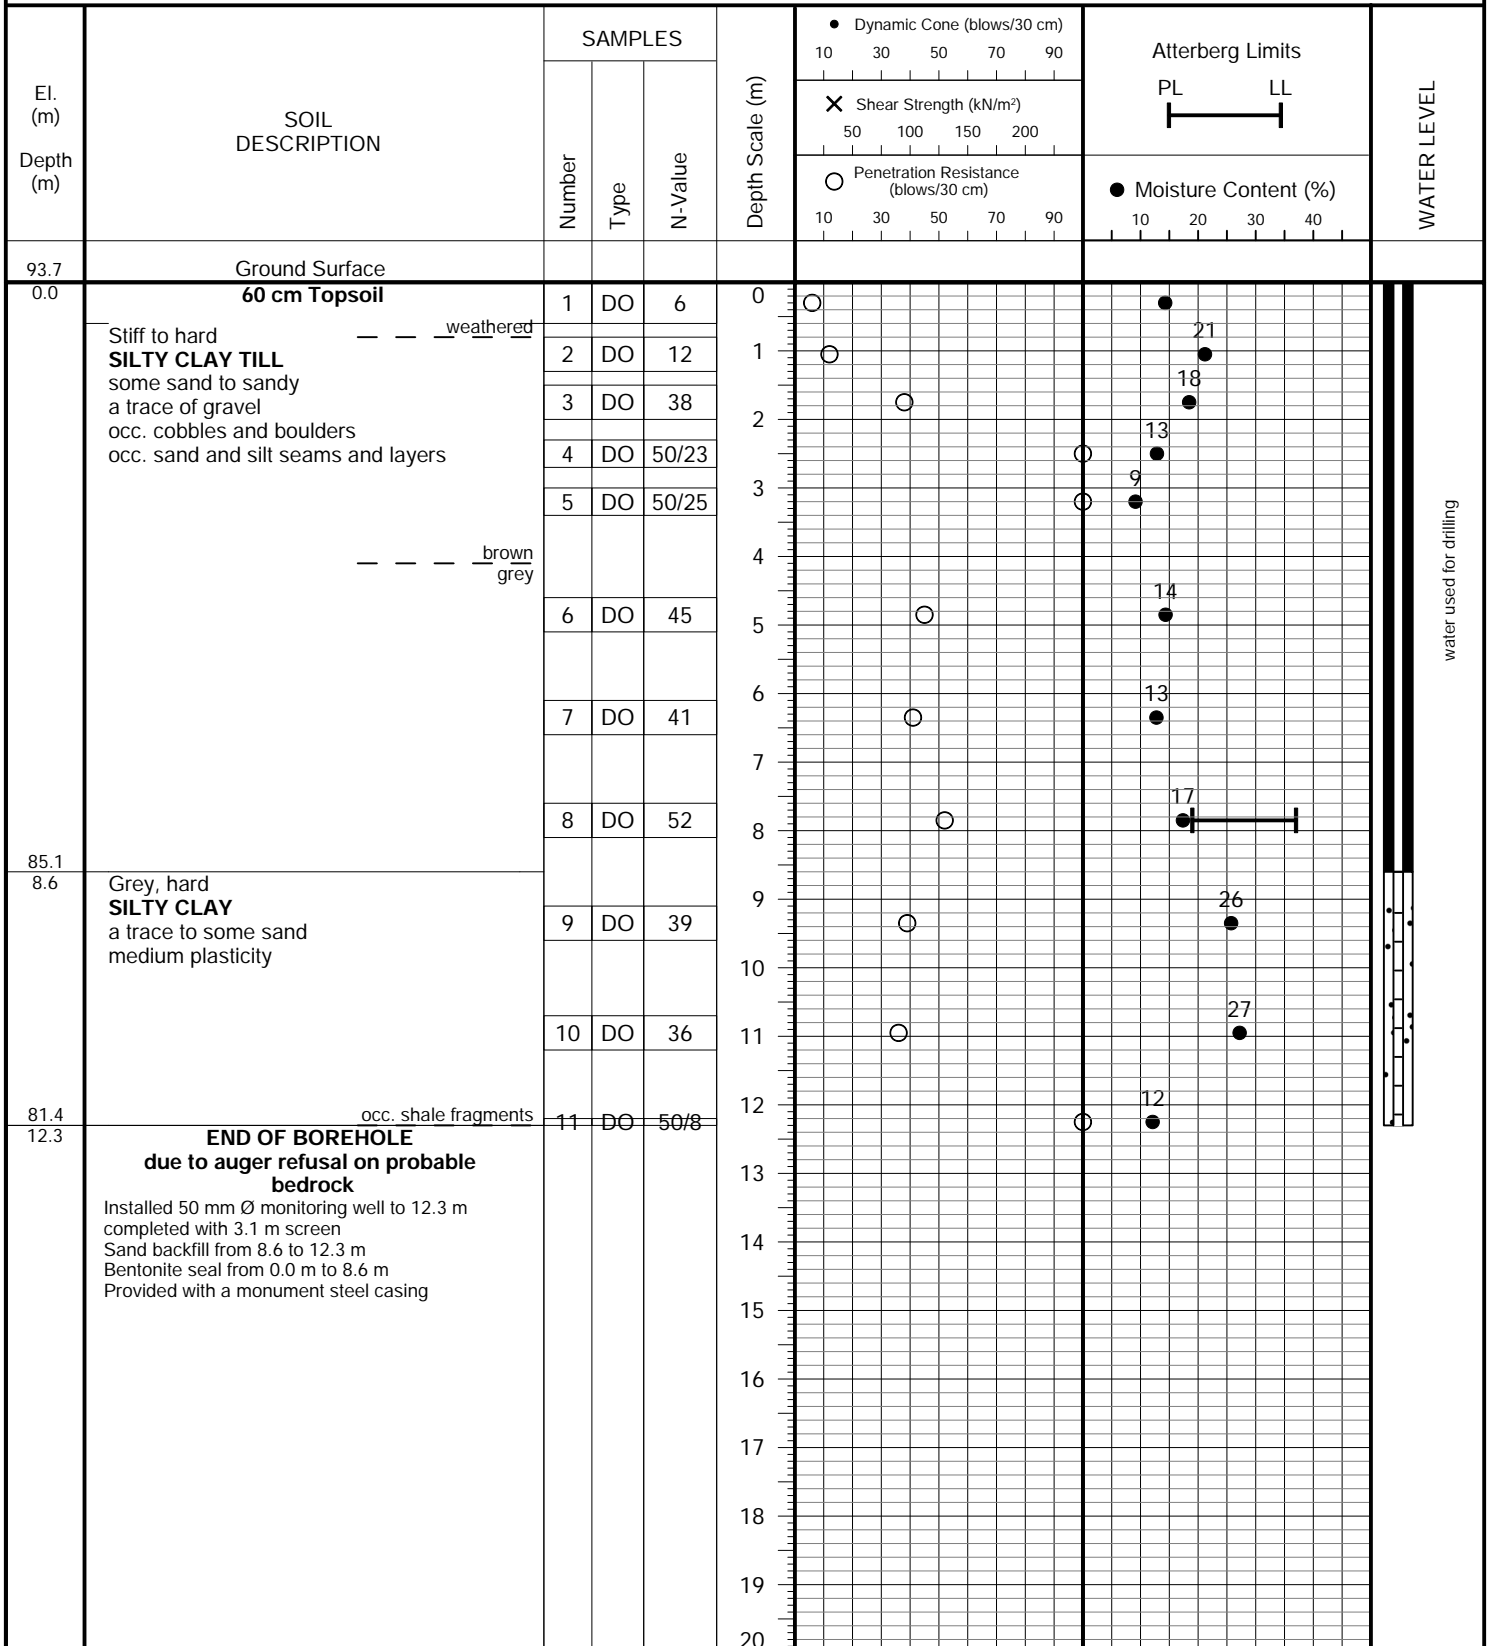 El.
(m)
Depth
(m)
SOIL
DESCRIPTION
SAMPLES
Number
Type
N-Value
Depth Scale (m)
Dynamic Cone (blows/30 cm)
10 30 50 70 90
Shear Strength (kN/m²)
50 100 150 200
Penetration Resistance
(blows/30 cm)
10 30 50 70 90
Atterberg Limits
PL LL
Moisture Content (%)
10 20 30 40
WATER LEVEL
93.7 Ground Surface
0.0 60 cm Topsoil
1 DO 6
0
weathered
Stiff to hard
SILTY CLAY TILL
some sand to sandy
a trace of gravel
occ. cobbles and boulders
occ. sand and silt seams and layers
2 DO 12
1
21
3 DO 38
18
2
4 DO 50/23
13
5 DO 50/25
3
9
brown
grey
4
6 DO 45
14
5
6
7 DO 41
13
7
8 DO 52
17
8
water used for drilling
85.1
8.6
Grey, hard
SILTY CLAY
a trace to some sand
medium plasticity
9
9 DO 39
26
10
10 DO 36
27
11
12
81.4
12.3
occ. shale fragments
11 DO 50/8
12
END OF BOREHOLE
due to auger refusal on probable
bedrock
Installed 50 mm Ø monitoring well to 12.3 m
completed with 3.1 m screen
Sand backfill from 8.6 to 12.3 m
Bentonite seal from 0.0 m to 8.6 m
Provided with a monument steel casing
13
14
15
16
17
18
19
20